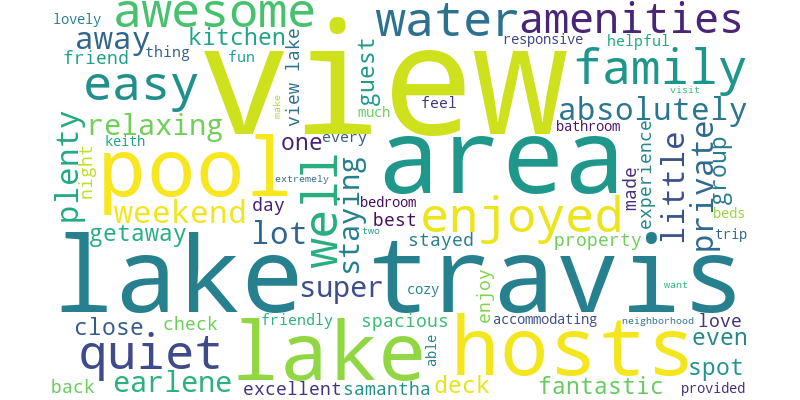 lovely
awesome
water
amenities
away
kitchen
responsive
helpful
friend
thing
fun
view lake
guest
view
family
easy
visit
make
much
feel
absolutely
plenty
relaxing
keith
one
every
bathroom
night
pool
well
staying
extremely
area
experience
little
private
group
made
weekend
day
bedroom
best
enjoyed
beds
getaway
lot
two
stayed
property
trip
lake travis
super
cozy
enjoy
want
close
check
friendly
spacious
accommodating
neighborhood
love
quiet
lake
able
hosts
even
spot
back
earlene
excellent
samantha
deck
fantastic
provided